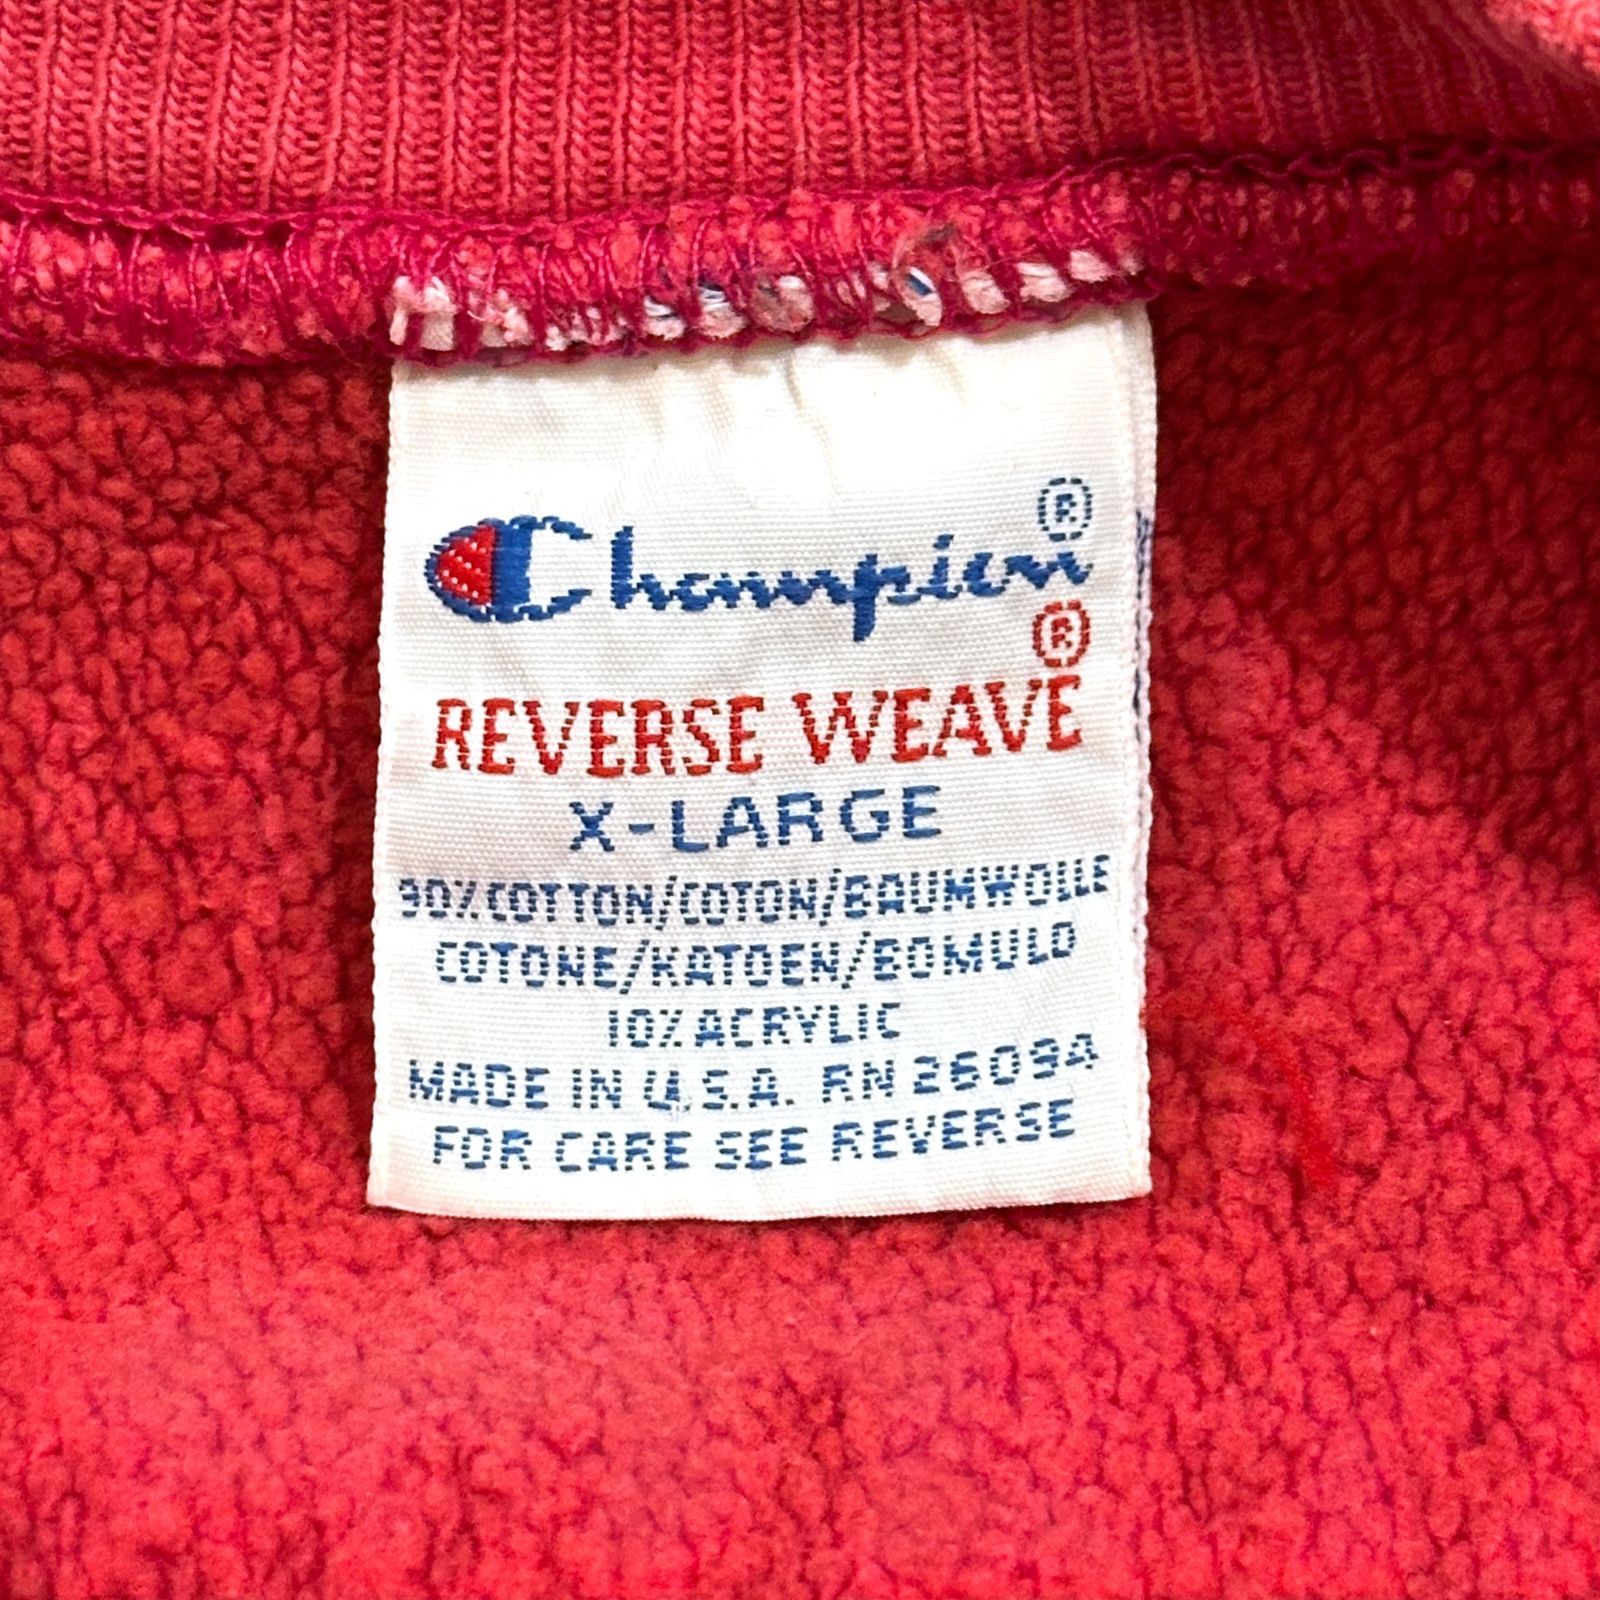 Champion®
®
REVERSE WEAVE
X-LARGE
90% COTTON/COTON/BAUMWOLLE
COTONE/KATOEN/BOMULD
10% ACRYLIC
MADE IN U.S.A. RN 26094
FOR CARE SEE REVERSE